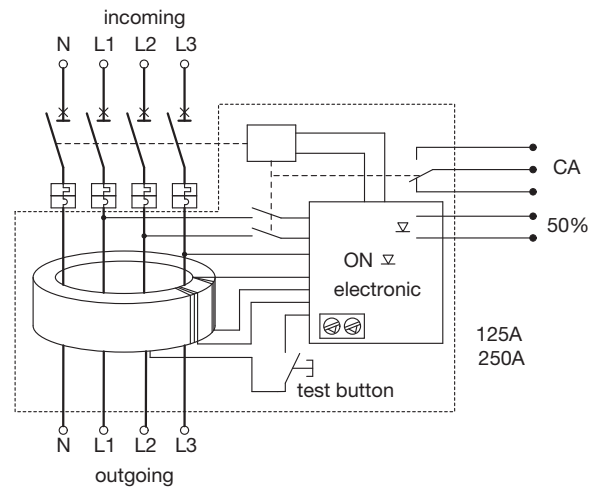 incoming
N L1 L2 L3
CA
50%
ON
electronic
125A
250A
test button
N L1 L2 L3
outgoing